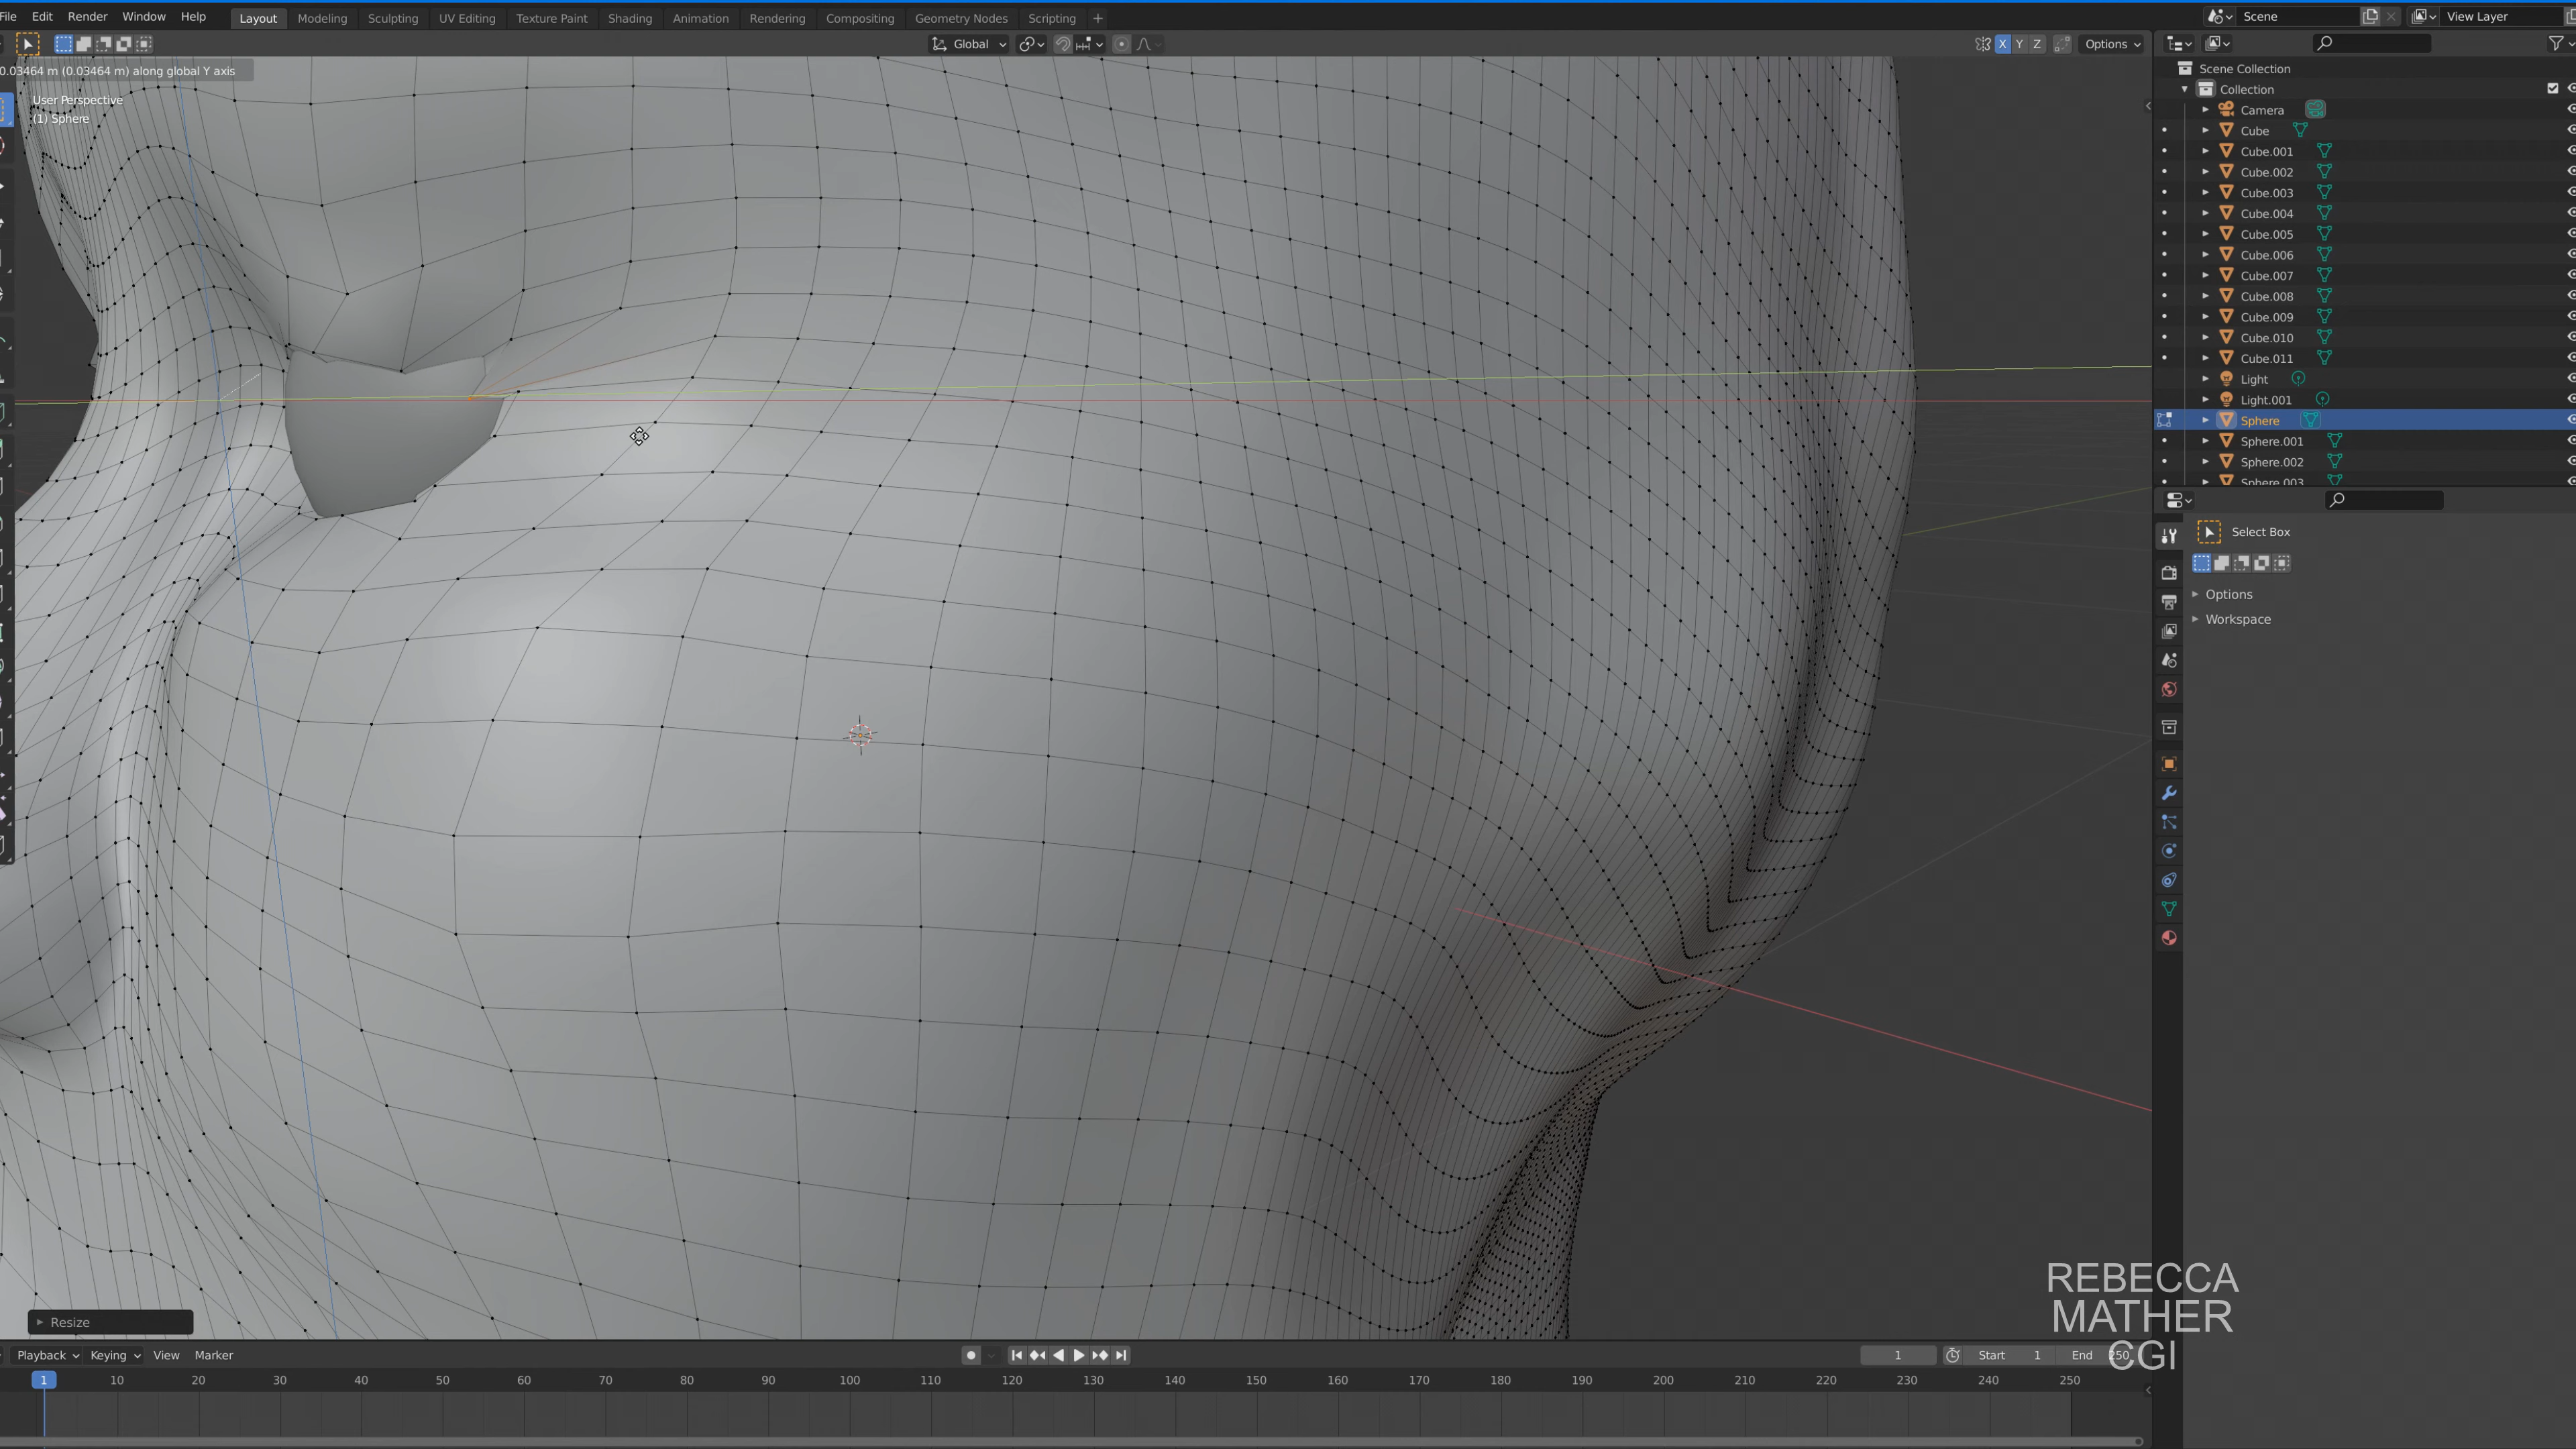 File Edit Render Window Help
Layout Modeling Sculpting UV Editing Texture Paint Shading Animation Rendering Compositing Geometry Nodes Scripting +
Scene
View Layer
Global
X Y Z
Options
0.03464 m (0.03464 m) along global Y axis
User Perspective
(1) Sphere
Scene Collection
Collection
Camera
Cube
Cube.001
Cube.002
Cube.003
Cube.004
Cube.005
Cube.006
Cube.007
Cube.008
Cube.009
Cube.010
Cube.011
Light
Light.001
Sphere
Sphere.001
Sphere.002
Sphere.003
Select Box
Options
Workspace
Resize
REBECCA
MATHER
CGI
Playback Keying View Marker
1 Start 1 End 250
1 10 20 30 40 50 60 70 80 90 100 110 120 130 140 150 160 170 180 190 200 210 220 230 240 250